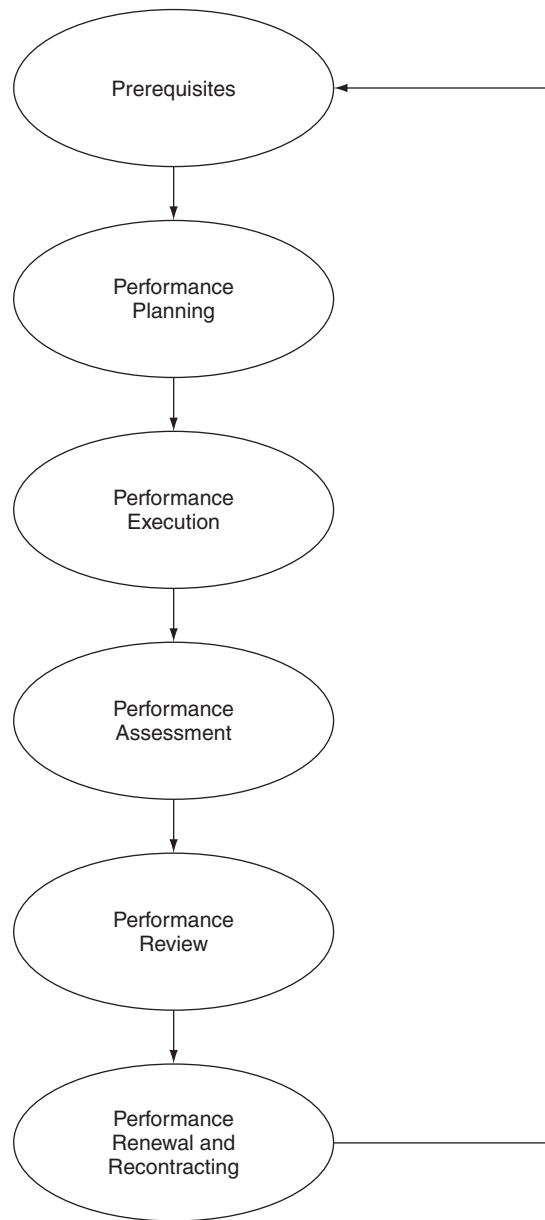 Prerequisites
Performance
Planning
Performance
Execution
Performance
Assessment
Performance
Review
Performance
Renewal and
Recontracting